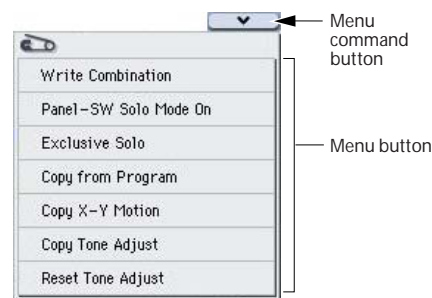 Menu
command
button
Write Combination
Panel-SW Solo Mode On
Exclusive Solo
Menu button
Copy from Program
Copy X-Y Motion
Copy Tone Adjust
Reset Tone Adjust